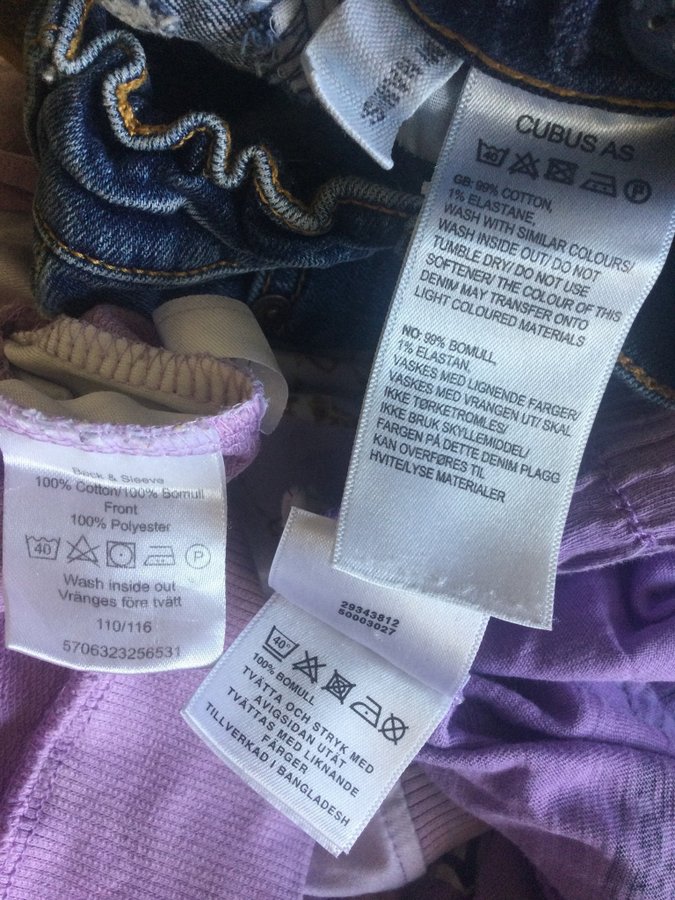 CUBUS AS
40
P
GB: 99% COTTON,
1% ELASTANE,
WASH WITH SIMILAR COLOURS/
WASH INSIDE OUT/ DO NOT
TUMBLE DRY/ DO NOT USE
SOFTENER/ THE COLOUR OF THIS
DENIM MAY TRANSFER ONTO
LIGHT COLOURED MATERIALS
NO: 99% BOMULL,
1% ELASTAN,
VASKES MED LIGNENDE FARGER/
VASKES MED VRANGEN UT/ SKAL
IKKE TØRKETROMLES/
IKKE BRUK SKYLLEMIDDEL/
FARGEN PÅ DETTE DENIM PLAGG
KAN OVERFØRES TIL
HVITE/LYSE MATERIALER
Back & Sleeve
100% Cotton/100% Bomull
Front
100% Polyester
40
P
Wash inside out
Vränges före tvätt
110/116
5706323256531
29343812
50003027
40°
100% BOMULL
TVÄTTA OCH STRYK MED
AVIGSIDAN UTÅT
TVÄTTAS MED LIKNANDE
FÄRGER
TILLVERKAD I BANGLADESH